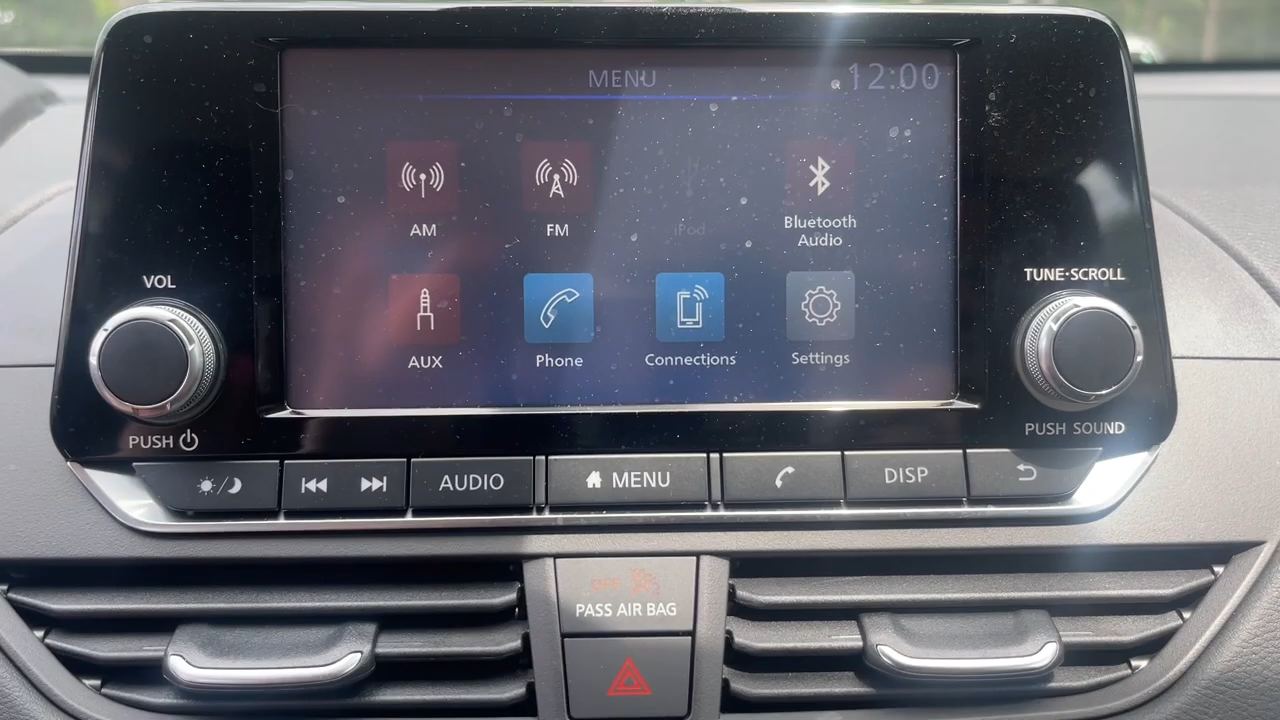 MENU
12:00
AM
FM
iPod
Bluetooth
Audio
AUX
Phone
Connections
Settings
VOL
PUSH
TUNE·SCROLL
PUSH SOUND
AUDIO
MENU
DISP
OFF
PASS AIR BAG